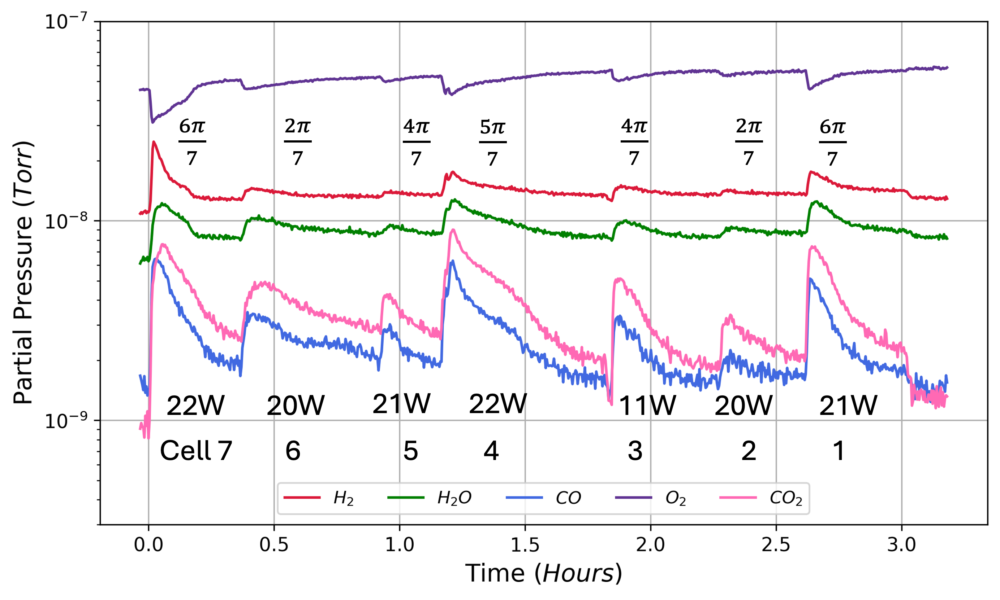 10⁻⁷
10⁻⁸
10⁻⁹
Partial Pressure (Torr)
6π/7 2π/7 4π/7 5π/7 4π/7 2π/7 6π/7
22W 20W 21W 22W 11W 20W 21W
Cell 7 6 5 4 3 2 1
H₂ H₂O CO O₂ CO₂
0.0 0.5 1.0 1.5 2.0 2.5 3.0
Time (Hours)